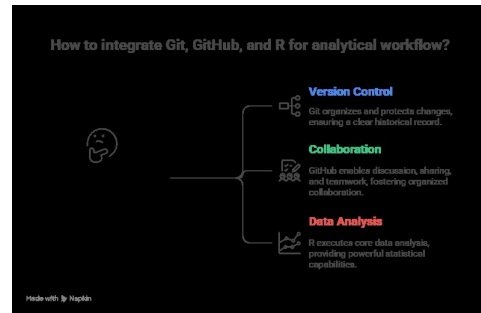 How to integrate Git, GitHub, and R for analytical workflow?
Version Control
Git organizes and protects changes,
ensuring a clear historical record.
Collaboration
GitHub enables discussion, sharing,
and teamwork, fostering organized
collaboration.
Data Analysis
R executes core data analysis,
providing powerful statistical
capabilities.
Made with Napkin